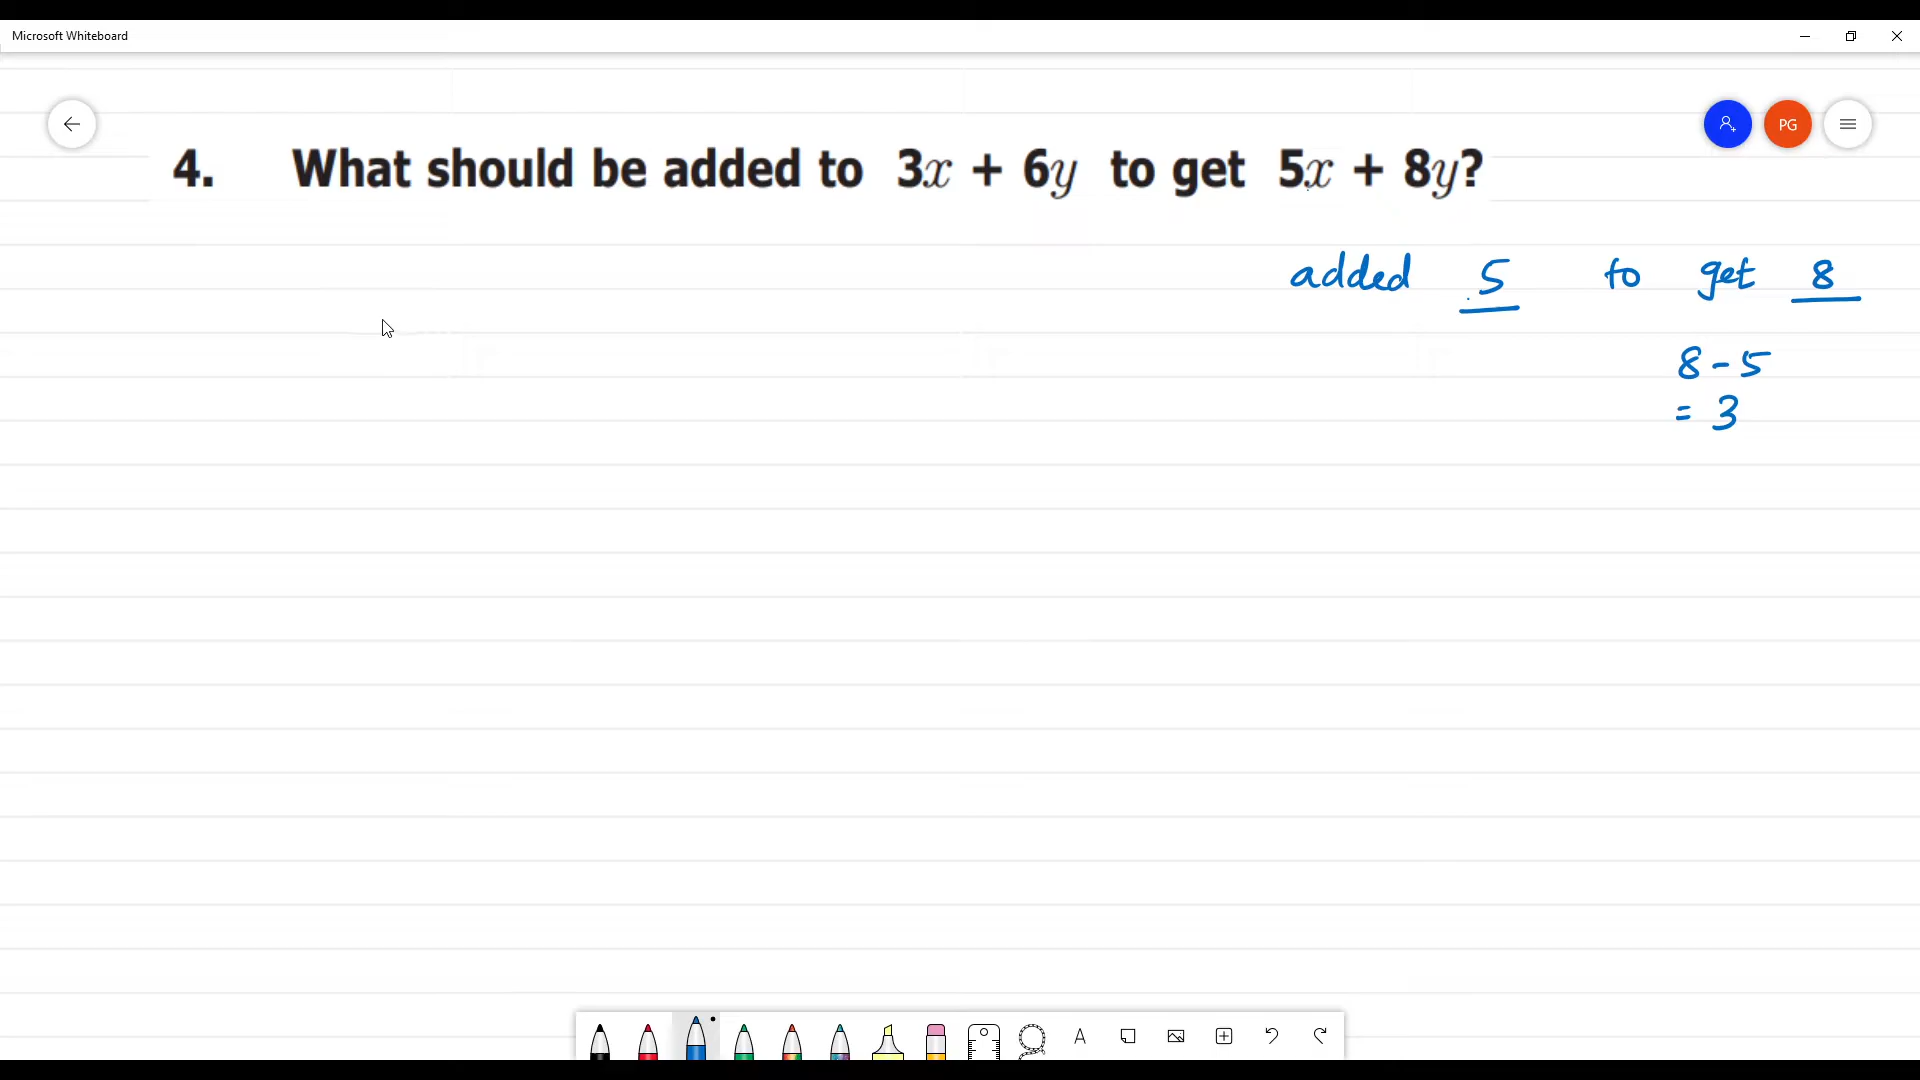 Microsoft Whiteboard
PG
4. What should be added to 3x + 6y to get 5x + 8y?
added 5 to get 8
8 - 5
= 3
A